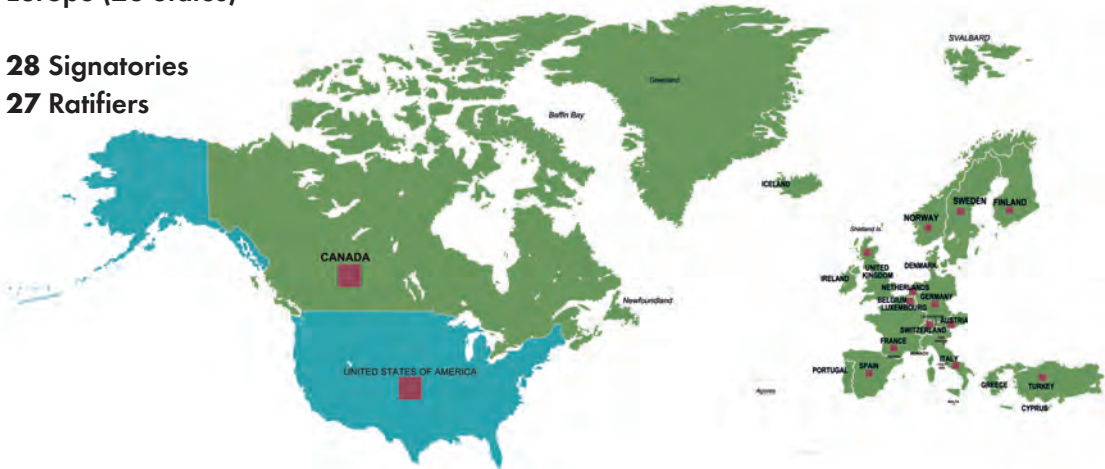 28 Signatories
27 Ratifiers
SVALBARD
Greenland
Baffin Bay
ICELAND
SWEDEN
FINLAND
NORWAY
Shetland Is.
UNITED
KINGDOM
DENMARK
IRELAND
NETHERLANDS
BELGIUM
GERMANY
LUXEMBOURG
CANADA
Newfoundland
AUSTRIA
SWITZERLAND
FRANCE
UNITED STATES OF AMERICA
ITALY
PORTUGAL
SPAIN
GREECE
TURKEY
Azores
CYPRUS